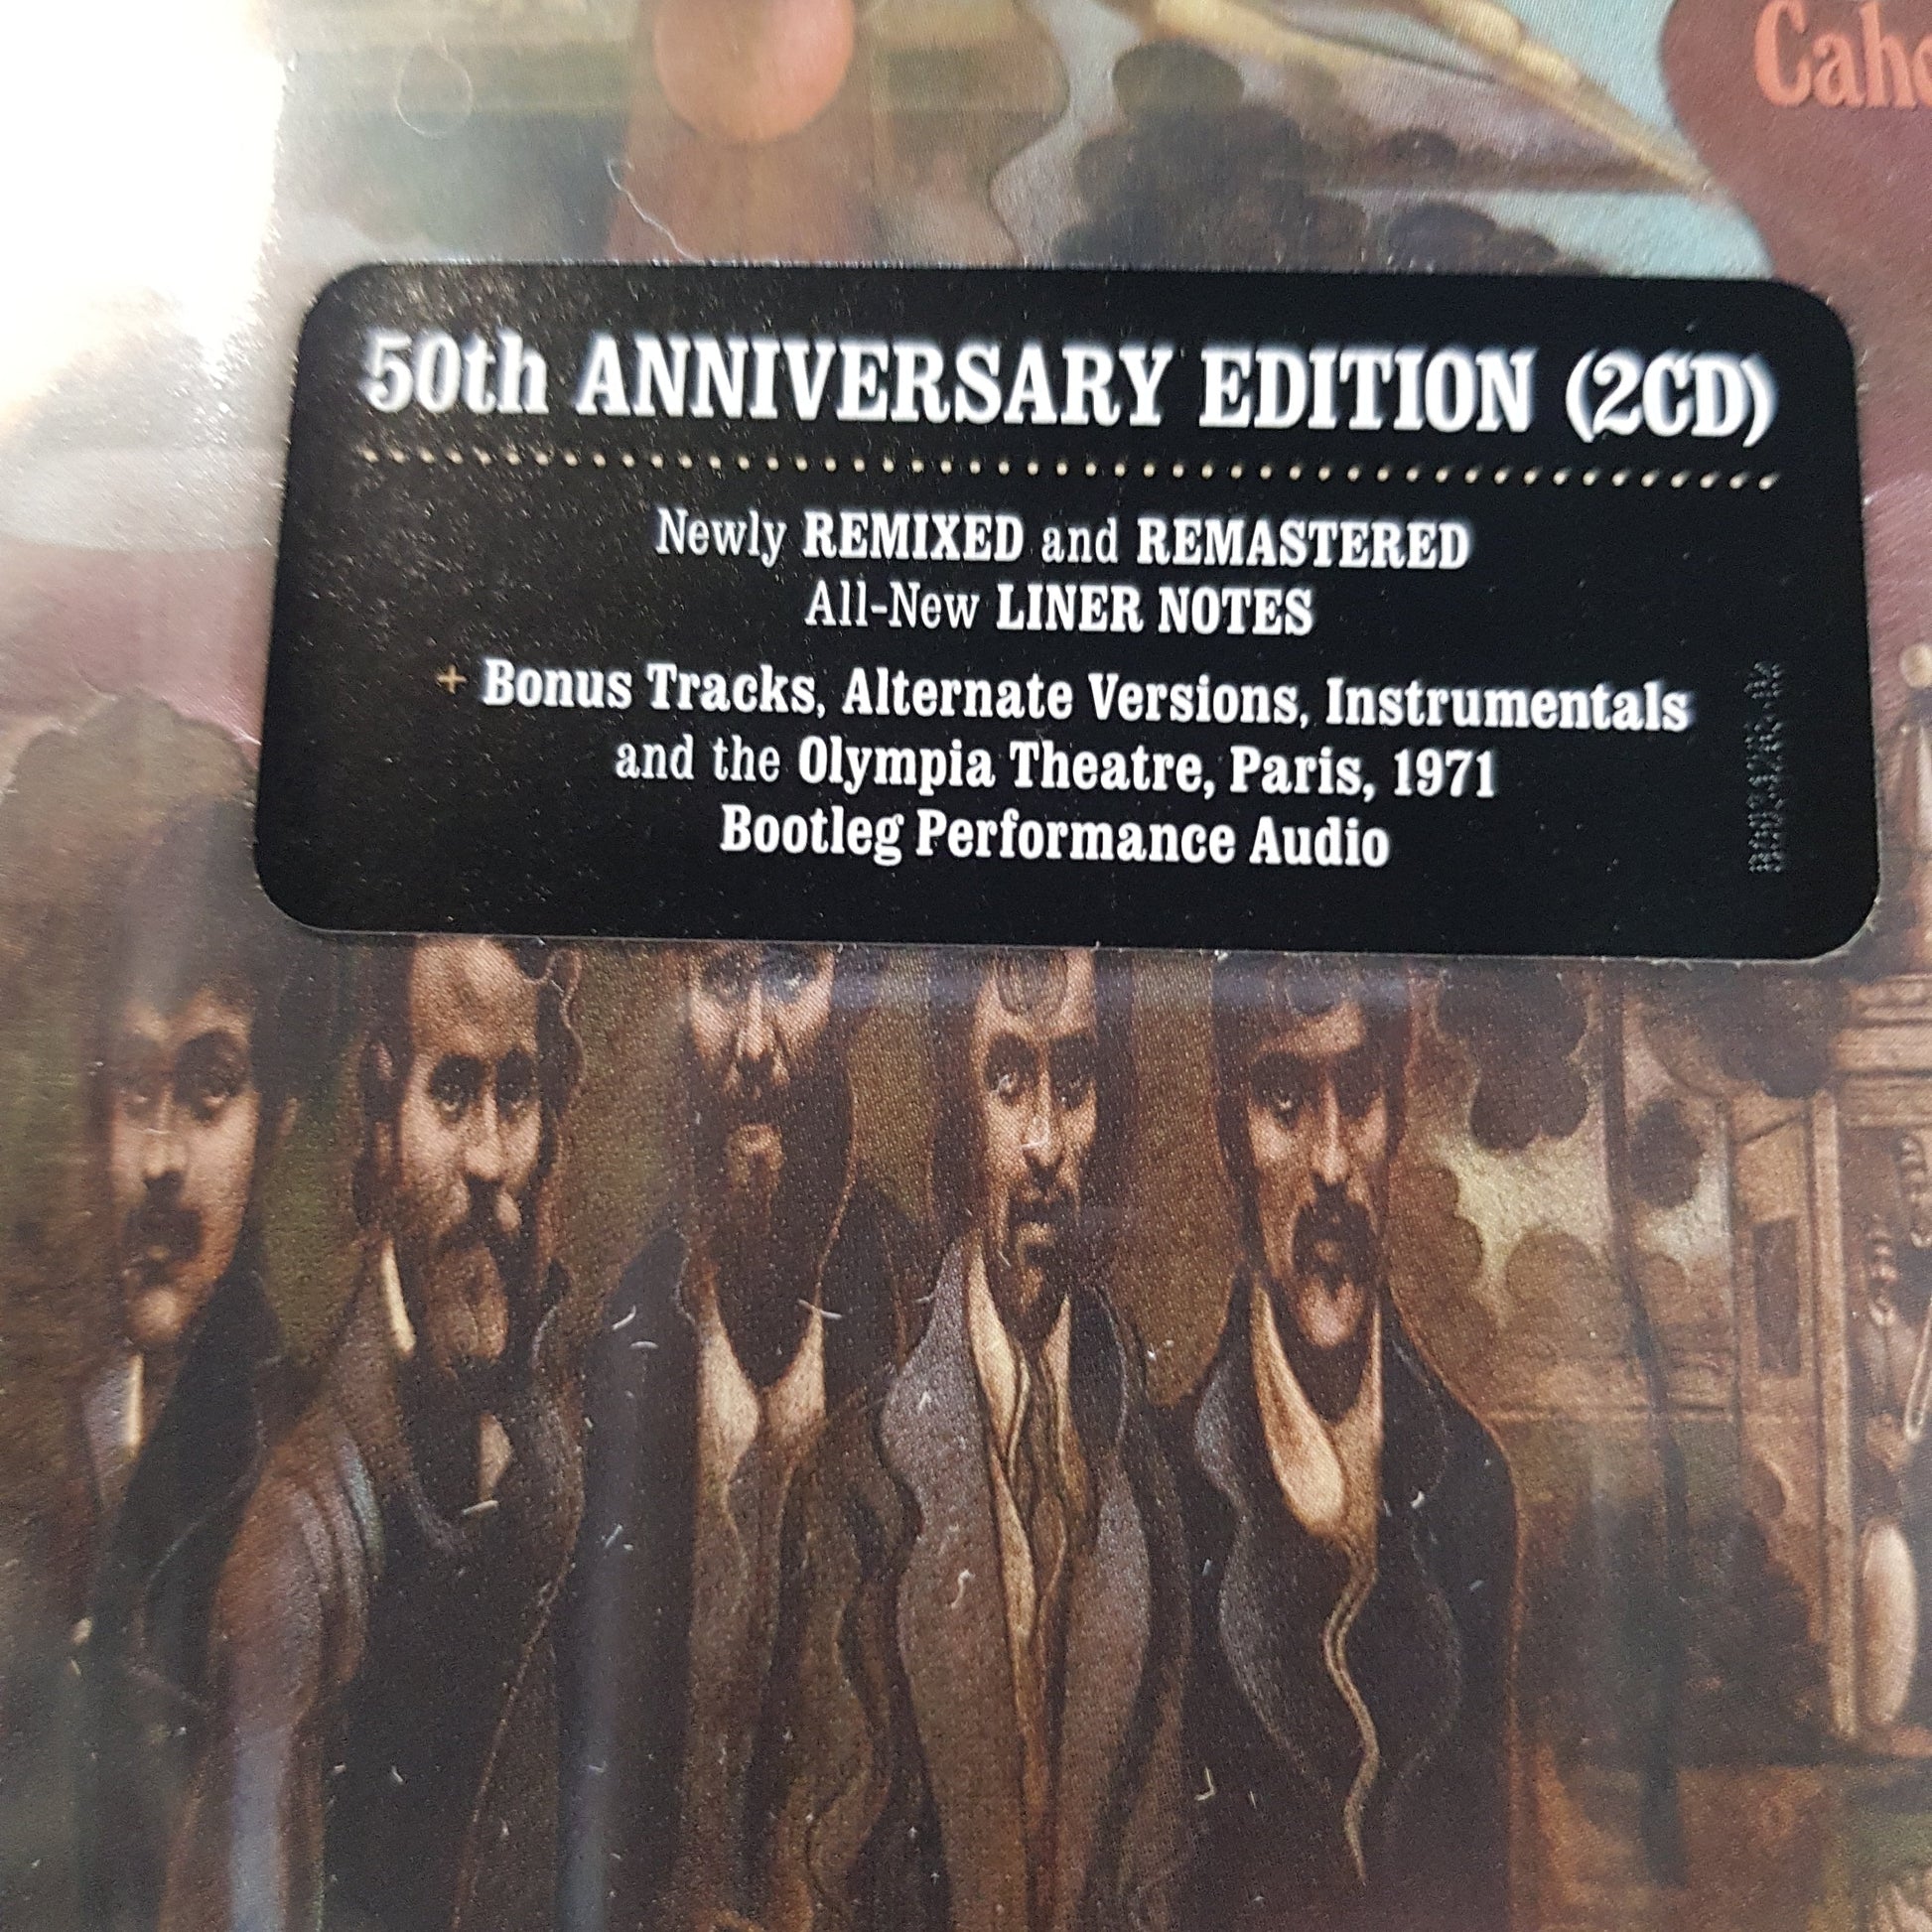 Cahc
50th ANNIVERSARY EDITION (2CD)
Newly REMIXED and REMASTERED
All-New LINER NOTES
+ Bonus Tracks, Alternate Versions, Instrumentals
and the Olympia Theatre, Paris, 1971
Bootleg Performance Audio